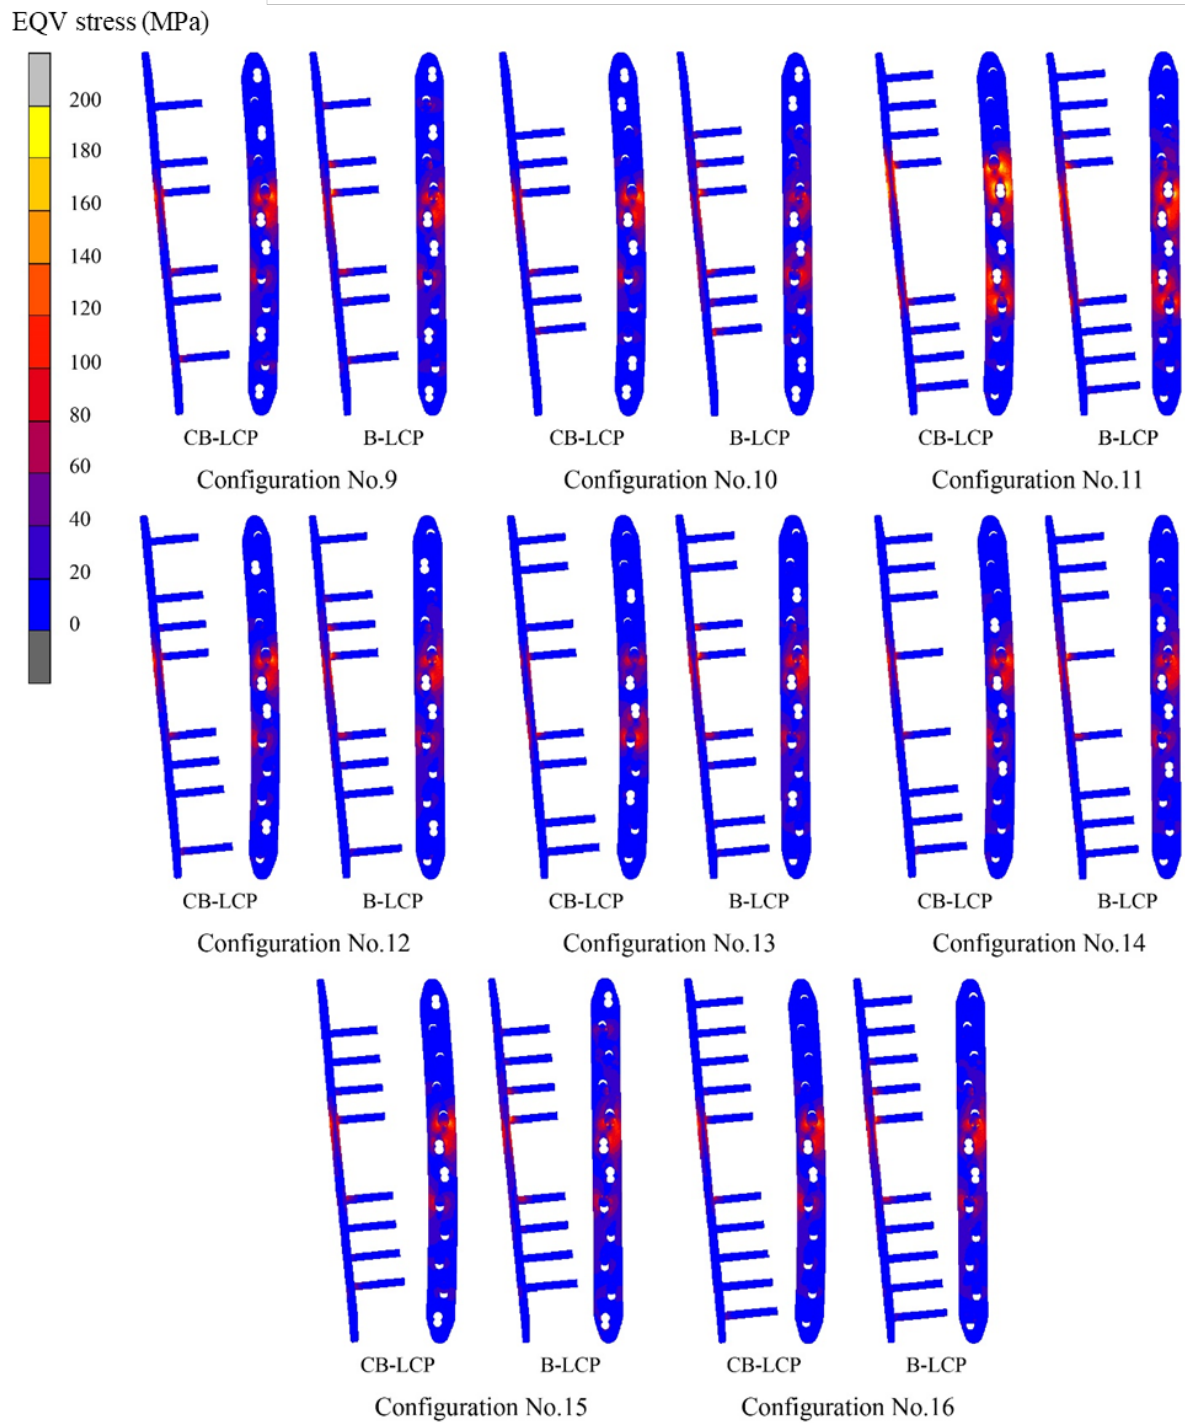 EQV stress (MPa)
200
180
160
140
120
100
80
60
40
20
0
CB-LCP B-LCP CB-LCP B-LCP CB-LCP B-LCP
Configuration No.9 Configuration No.10 Configuration No.11
CB-LCP B-LCP CB-LCP B-LCP CB-LCP B-LCP
Configuration No.12 Configuration No.13 Configuration No.14
CB-LCP B-LCP CB-LCP B-LCP
Configuration No.15 Configuration No.16